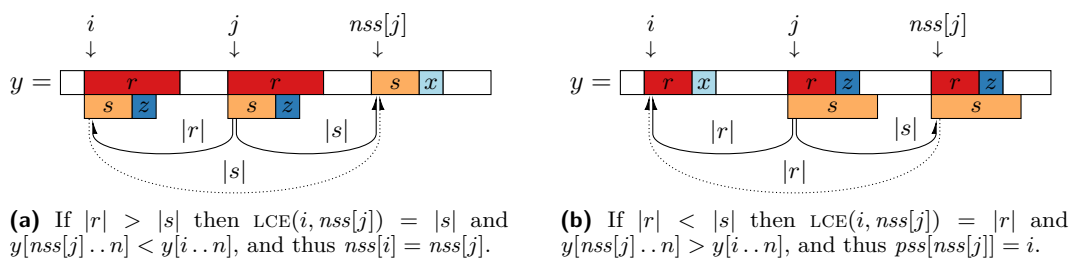 i j nss[j]
↓ ↓ ↓
y = r r s x
s z s z
|r| |s|
|s|
(a) If |r| > |s| then LCE(i, nss[j]) = |s| and
y[nss[j] . . n] < y[i . . n], and thus nss[i] = nss[j].
i j nss[j]
↓ ↓ ↓
y = r x r z r z
s s
|r| |s|
|r|
(b) If |r| < |s| then LCE(i, nss[j]) = |r| and
y[nss[j] . . n] > y[i . . n], and thus pss[nss[j]] = i.